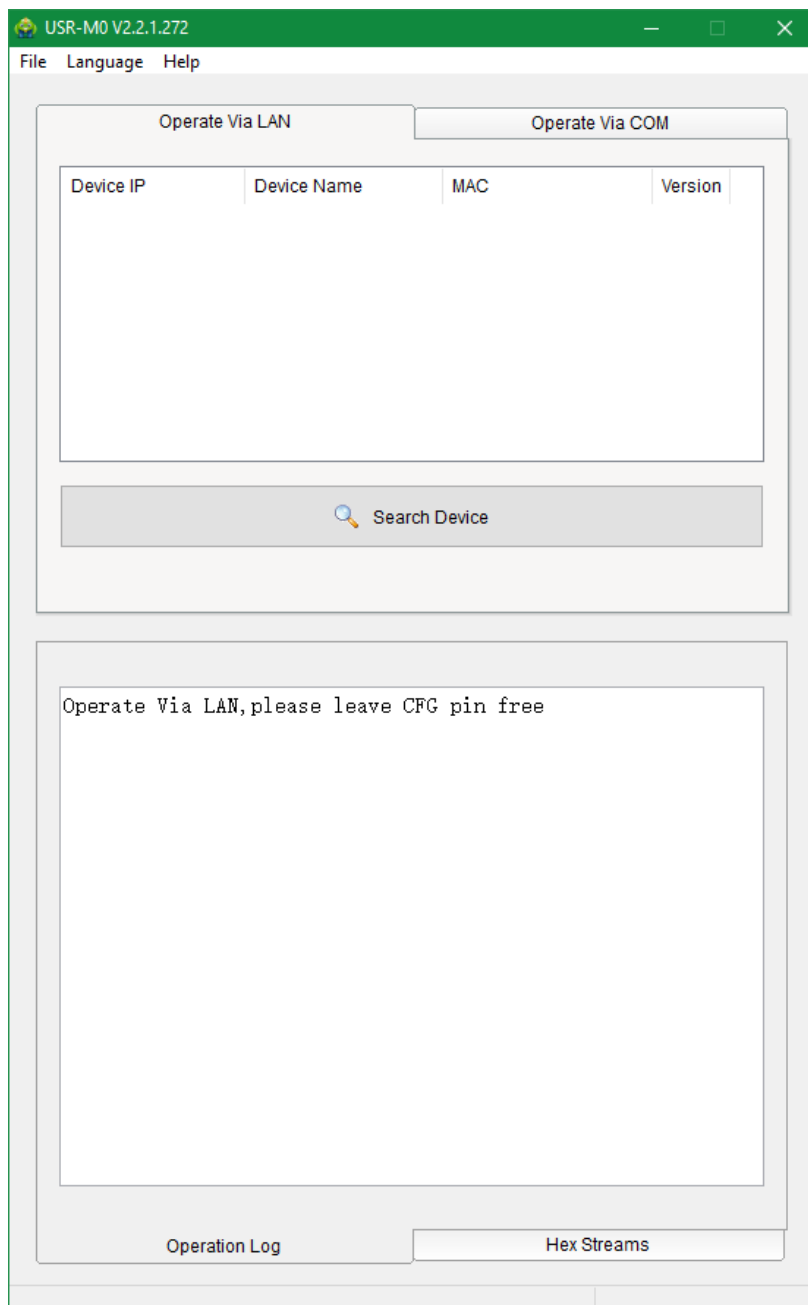 USR-M0 V2.2.1.272
File Language Help
Operate Via LAN Operate Via COM
Device IP Device Name MAC Version
Search Device
Operate Via LAN,please leave CFG pin free
Operation Log Hex Streams